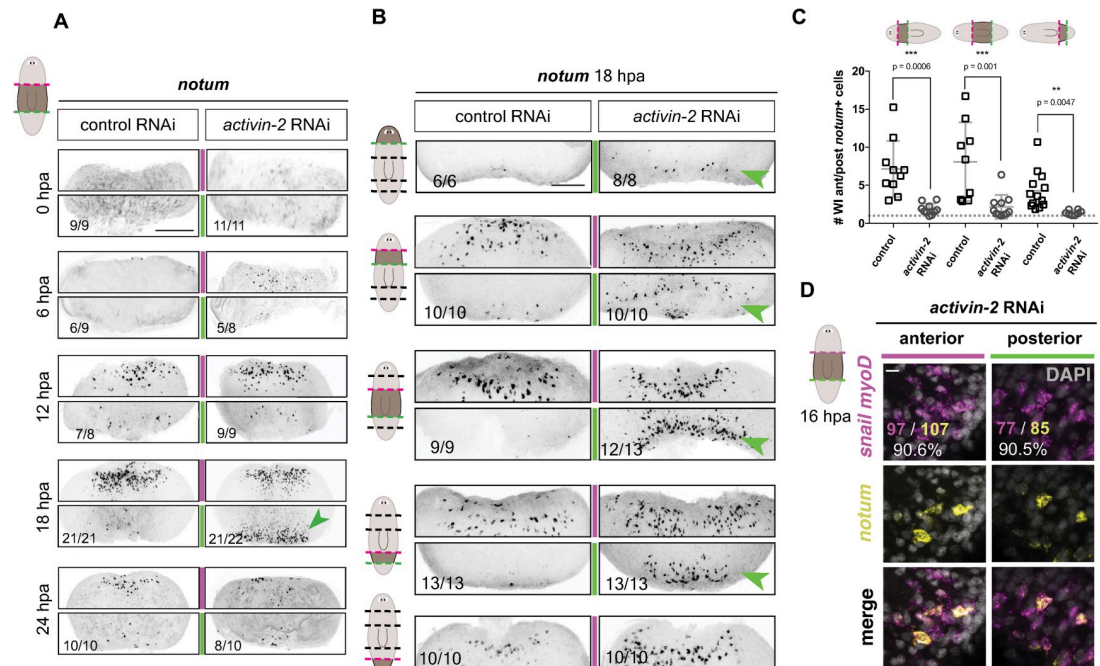 A
notum
control RNAi
activin-2 RNAi
0 hpa
9/9
11/11
6 hpa
6/9
5/8
12 hpa
7/8
9/9
18 hpa
21/21
21/22
24 hpa
10/10
8/10
B
notum 18 hpa
control RNAi
activin-2 RNAi
6/6
8/8
10/10
10/10
9/9
12/13
13/13
13/13
10/10
10/10
C
***
p = 0.0006
***
p = 0.001
**
p = 0.0047
# WI ant/post notum+ cells
20
15
10
5
0
control
activin-2
RNAi
control
activin-2
RNAi
control
activin-2
RNAi
D
activin-2 RNAi
anterior
posterior
16 hpa
snail myoD
DAPI
97 / 107
90.6%
77 / 85
90.5%
notum
merge